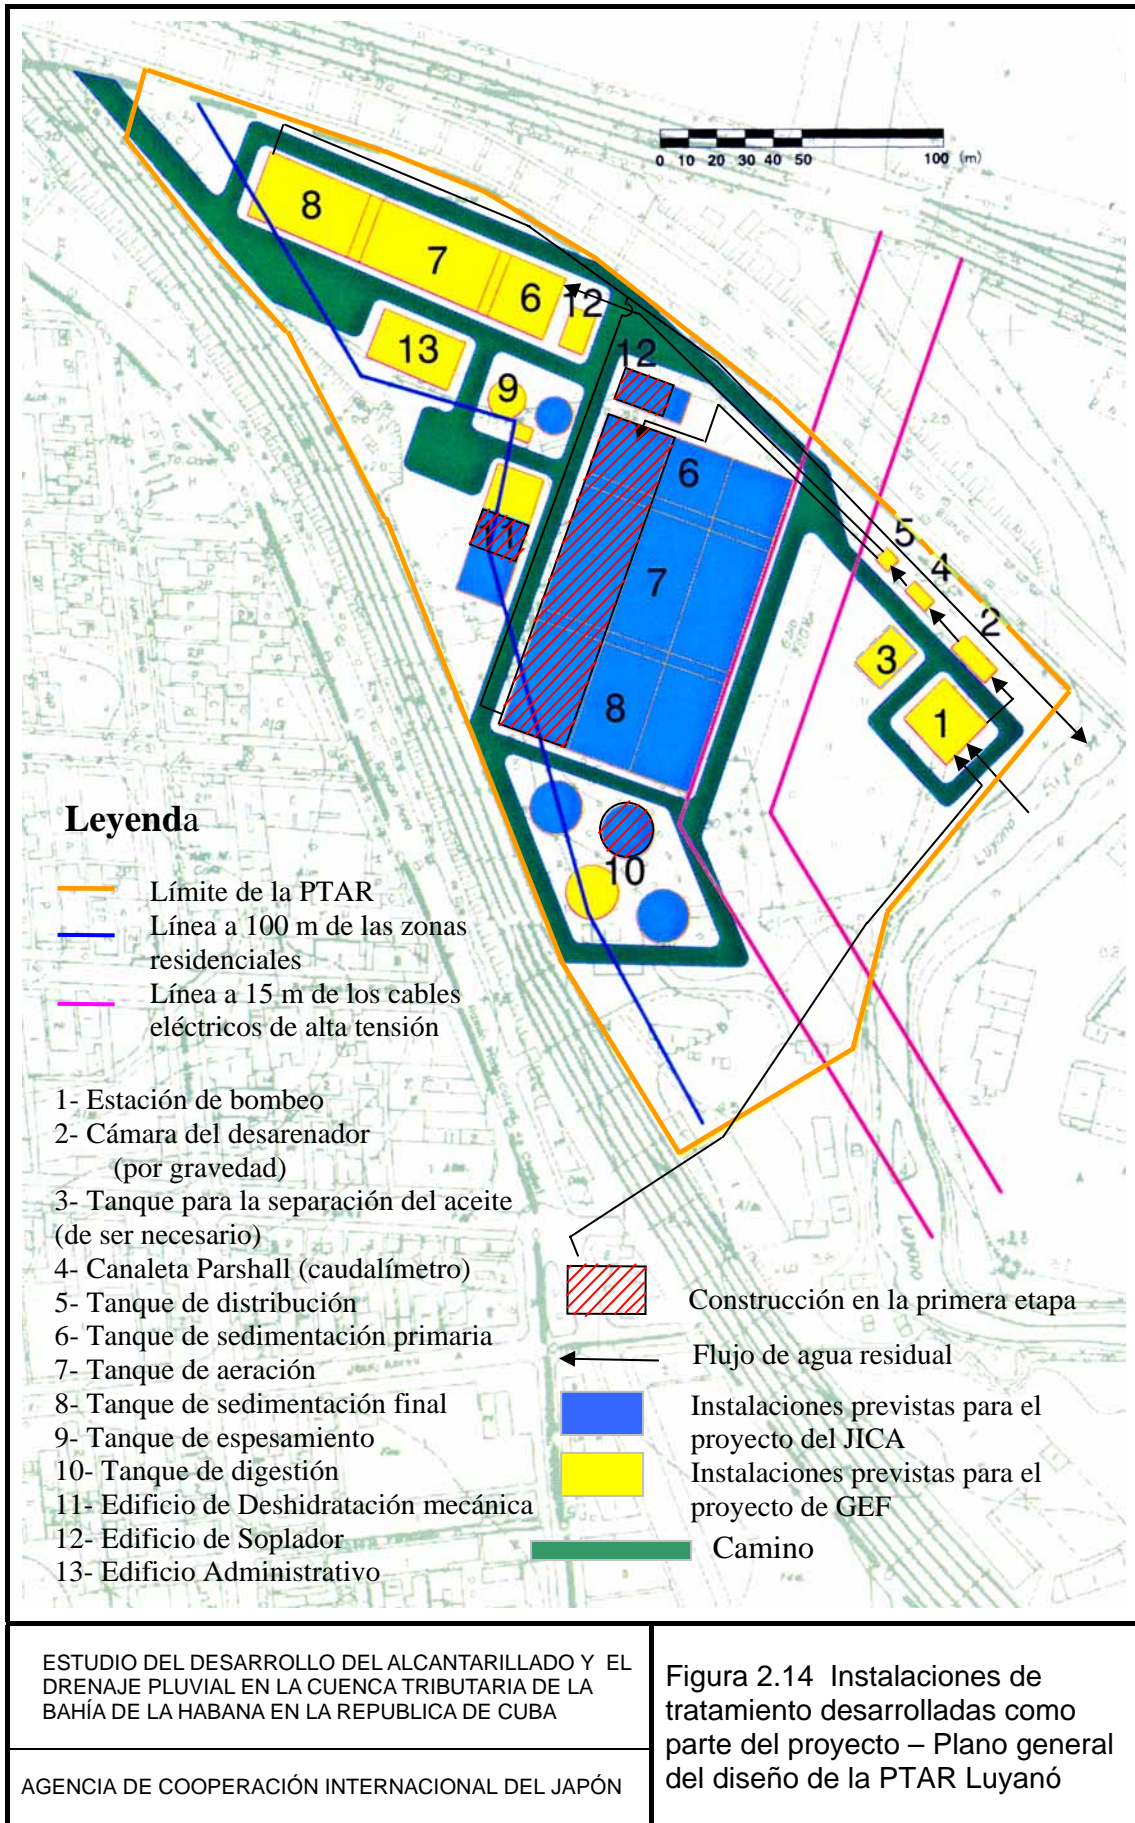 0 10 20 30 40 50 100 (m)
8
7
6
12
13
9
12
11
6
7
8
5
4
2
3
1
10
Leyenda
Límite de la PTAR
Línea a 100 m de las zonas
residenciales
Línea a 15 m de los cables
eléctricos de alta tensión
1- Estación de bombeo
2- Cámara del desarenador
(por gravedad)
3- Tanque para la separación del aceite
(de ser necesario)
4- Canaleta Parshall (caudalímetro)
5- Tanque de distribución
6- Tanque de sedimentación primaria
7- Tanque de aeración
8- Tanque de sedimentación final
9- Tanque de espesamiento
10- Tanque de digestión
11- Edificio de Deshidratación mecánica
12- Edificio de Soplador
13- Edificio Administrativo
Construcción en la primera etapa
Flujo de agua residual
Instalaciones previstas para el
proyecto del JICA
Instalaciones previstas para el
proyecto de GEF
Camino
ESTUDIO DEL DESARROLLO DEL ALCANTARILLADO Y EL
DRENAJE PLUVIAL EN LA CUENCA TRIBUTARIA DE LA
BAHÍA DE LA HABANA EN LA REPUBLICA DE CUBA
AGENCIA DE COOPERACIÓN INTERNACIONAL DEL JAPÓN
Figura 2.14 Instalaciones de
tratamiento desarrolladas como
parte del proyecto – Plano general
del diseño de la PTAR Luyanó